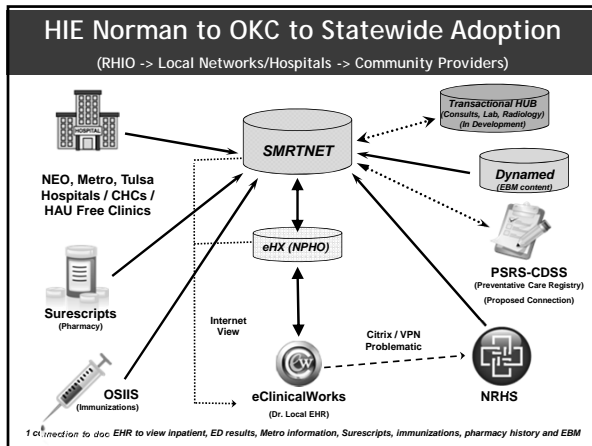 HIE Norman to OKC to Statewide Adoption
(RHIO -> Local Networks/Hospitals -> Community Providers)
HOSPITAL
NEO, Metro, Tulsa
Hospitals / CHCs /
HAU Free Clinics
SMRTNET
Transactional HUB
(Consults, Lab, Radiology)
(In Development)
Dynamed
(EBM content)
eHX (NPHO)
PSRS-CDSS
(Preventative Care Registry)
(Proposed Connection)
Surescripts
(Pharmacy)
Internet
View
Citrix / VPN
Problematic
OSIIS
(Immunizations)
eClinicalWorks
(Dr. Local EHR)
NRHS
1 connection to doc EHR to view inpatient, ED results, Metro information, Surescripts, immunizations, pharmacy history and EBM